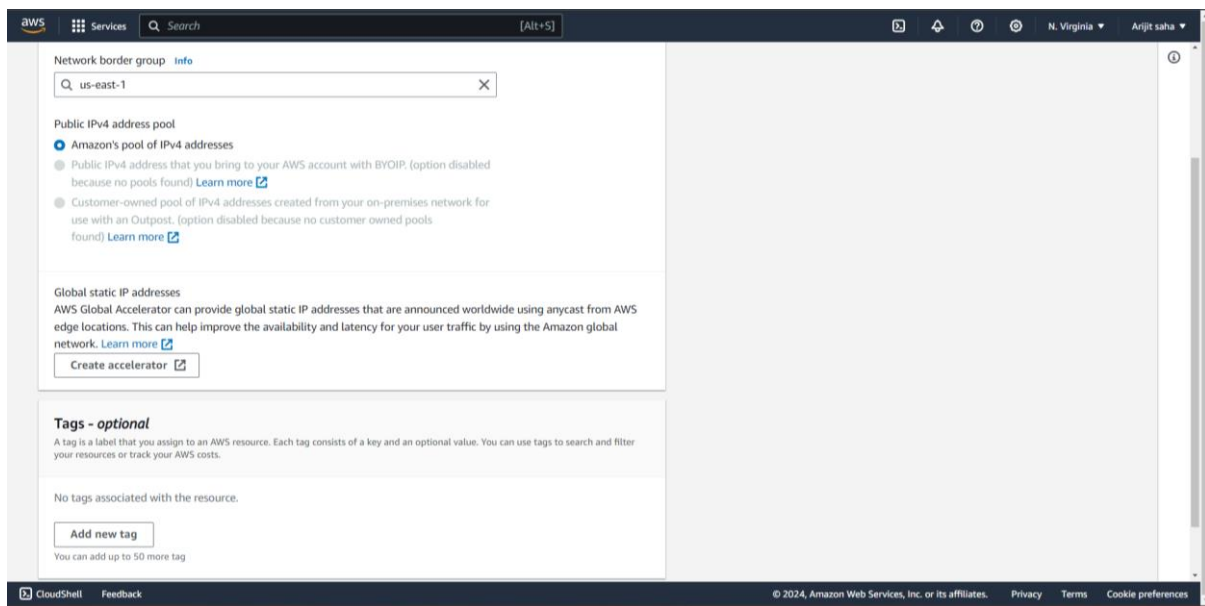 aws
Services
Search
[Alt+S]
N. Virginia
Arijit saha
Network border group Info
us-east-1
Public IPv4 address pool
Amazon's pool of IPv4 addresses
Public IPv4 address that you bring to your AWS account with BYOIP. (option disabled
because no pools found) Learn more
Customer-owned pool of IPv4 addresses created from your on-premises network for
use with an Outpost. (option disabled because no customer owned pools
found) Learn more
Global static IP addresses
AWS Global Accelerator can provide global static IP addresses that are announced worldwide using anycast from AWS
edge locations. This can help improve the availability and latency for your user traffic by using the Amazon global
network. Learn more
Create accelerator
Tags - optional
A tag is a label that you assign to an AWS resource. Each tag consists of a key and an optional value. You can use tags to search and filter
your resources or track your AWS costs.
No tags associated with the resource.
Add new tag
You can add up to 50 more tag
CloudShell
Feedback
© 2024, Amazon Web Services, Inc. or its affiliates.
Privacy
Terms
Cookie preferences